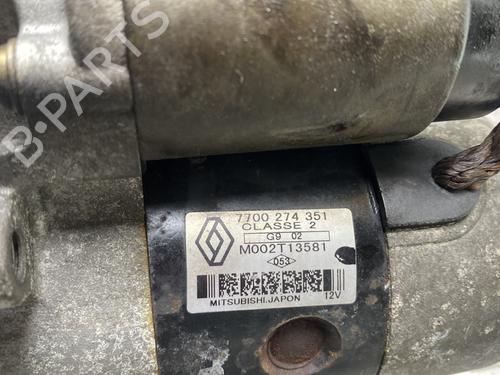 B-PARTS
7700 274 351
CLASSE 2
G9 02
M002T13581
D53
MITSUBISHI.JAPON 12V